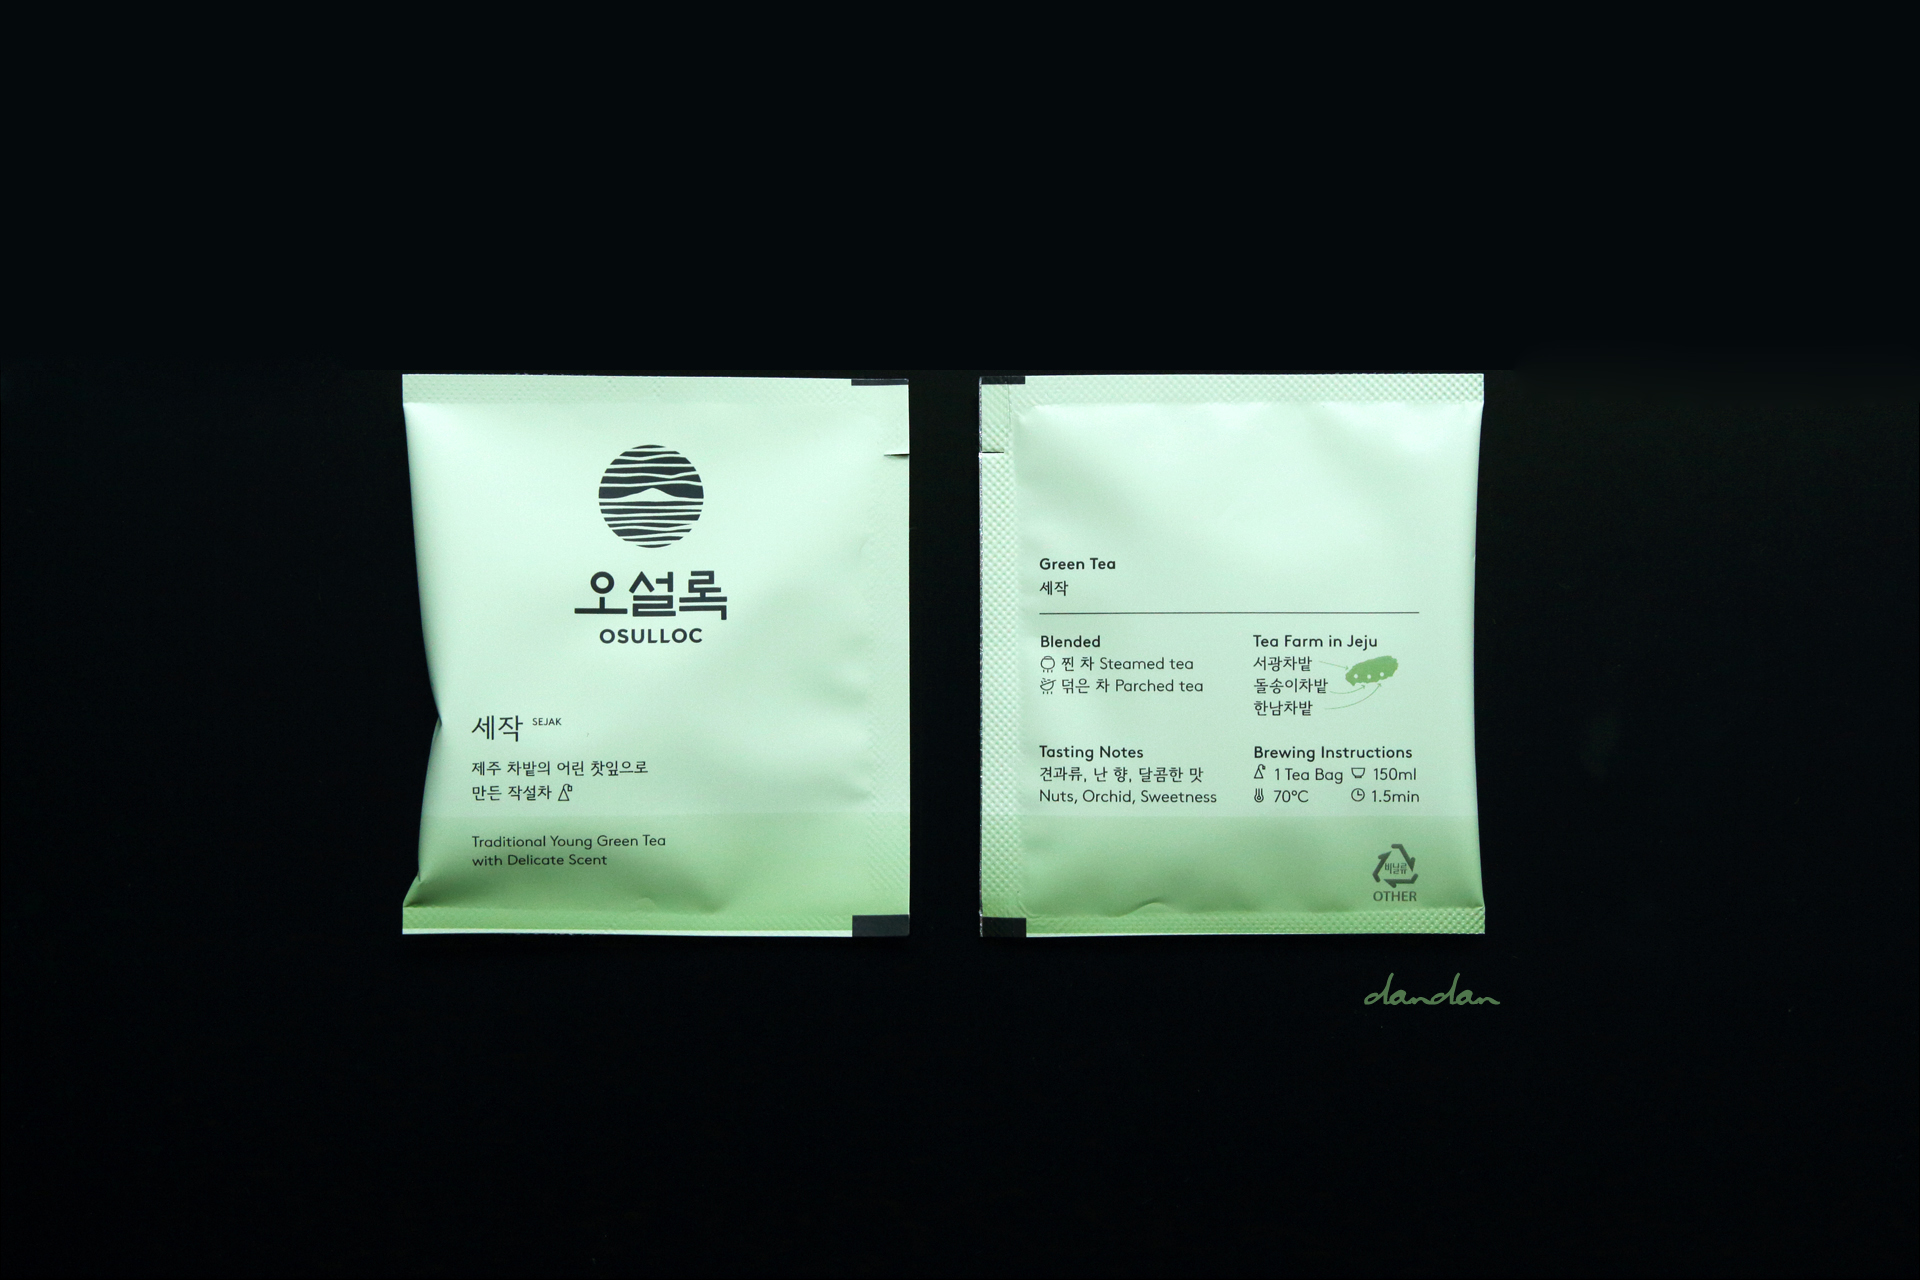 오설록
OSULLOC
세작 SEJAK
제주 차밭의 어린 찻잎으로
만든 작설차
Traditional Young Green Tea
with Delicate Scent
Green Tea
세작
Blended
찐 차 Steamed tea
덖은 차 Parched tea
Tea Farm in Jeju
서광차밭
돌송이차밭
한남차밭
Tasting Notes
견과류, 난 향, 달콤한 맛
Nuts, Orchid, Sweetness
Brewing Instructions
1 Tea Bag 150ml
70°C 1.5min
비닐류
OTHER
dandan